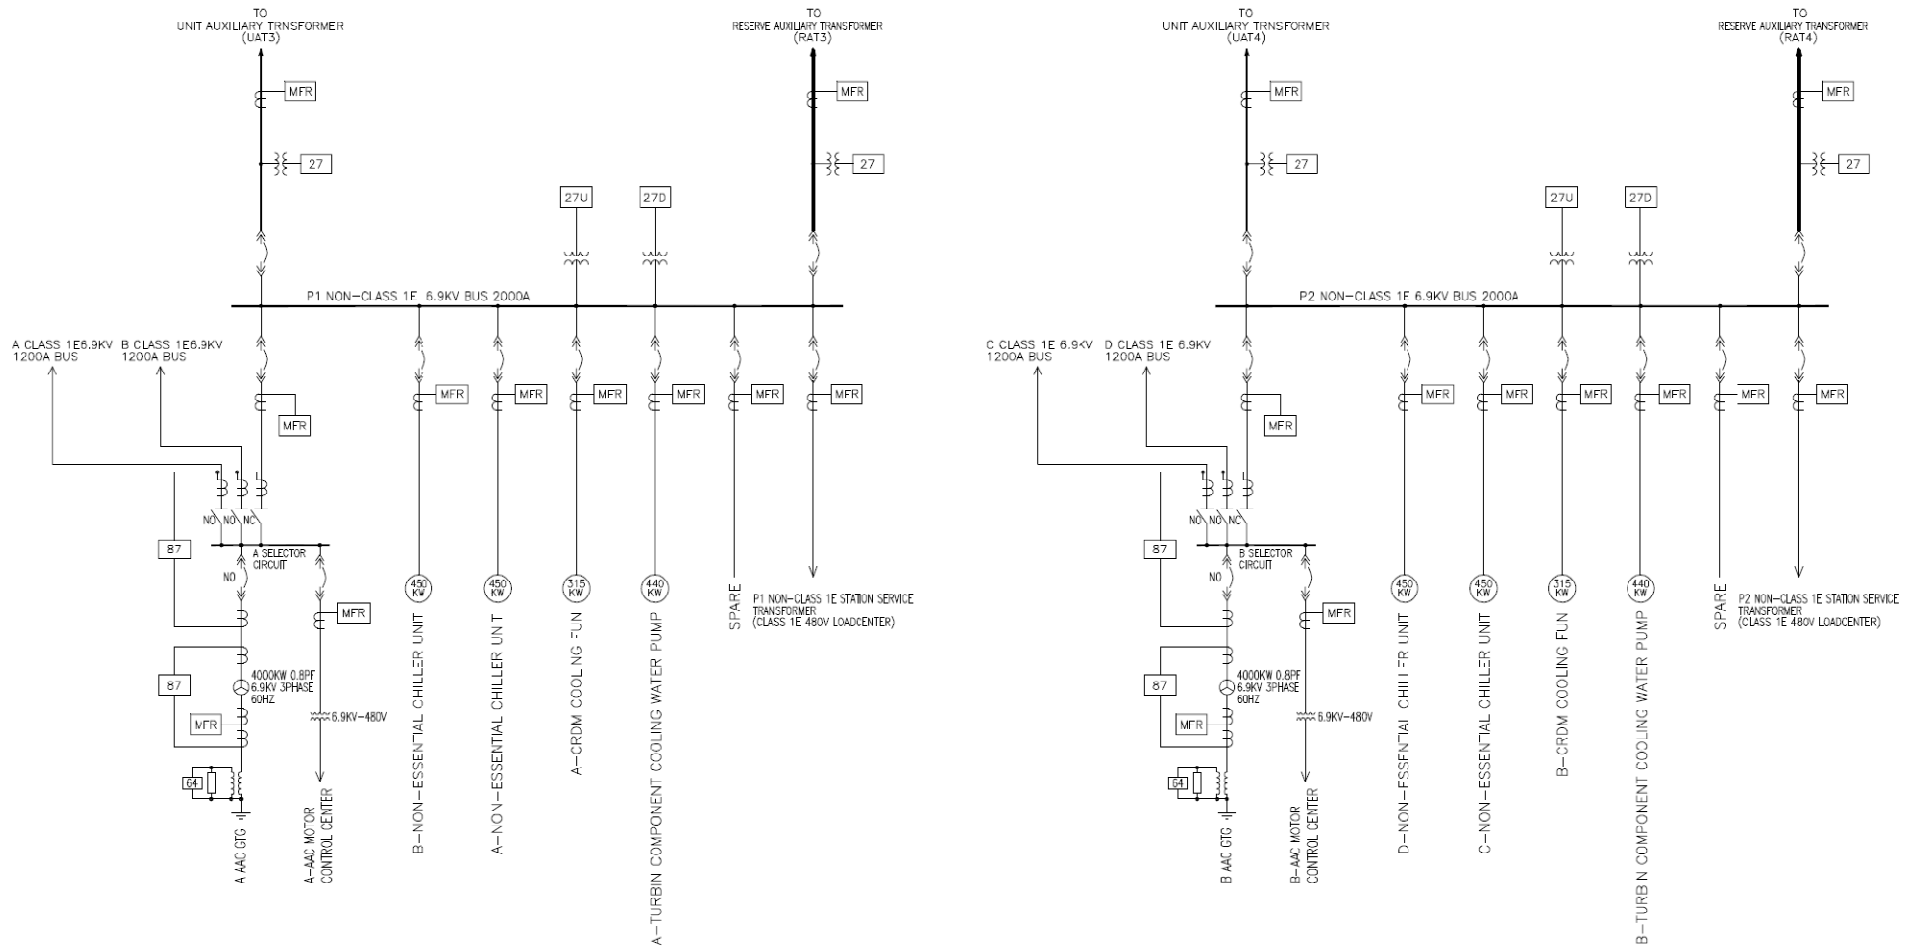 TO
UNIT AUXILIARY TRNSFORMER
(UAT3)
TO
RESERVE AUXILIARY TRANSFORMER
(RAT3)
MFR
MFR
27
27
27U
27D
P1 NON-CLASS 1E 6.9KV BUS 2000A
A CLASS 1E6.9KV
1200A BUS
B CLASS 1E6.9KV
1200A BUS
MFR
MFR
MFR
MFR
MFR
MFR
MFR
NO
NO
NC
87
A SELECTOR
CIRCUIT
NO
450
KW
450
KW
315
KW
440
KW
MFR
SPARE
P1 NON-CLASS 1E STATION SERVICE
TRANSFORMER
(CLASS 1E 480V LOADCENTER)
87
4000KW 0.8PF
6.9KV 3PHASE
60HZ
MFR
6.9KV-480V
64
A AAC GTG
A-AAC MOTOR
CONTROL CENTER
B-NON-ESSENTIAL CHILLER UNIT
A-NON-ESSENTIAL CHILLER UNIT
A-CRDM COOLING FUN
A-TURBIN COMPONENT COOLING WATER PUMP
TO
UNIT AUXILIARY TRNSFORMER
(UAT4)
TO
RESERVE AUXILIARY TRANSFORMER
(RAT4)
MFR
MFR
27
27
27U
27D
P2 NON-CLASS 1E 6.9KV BUS 2000A
C CLASS 1E 6.9KV
1200A BUS
D CLASS 1E 6.9KV
1200A BUS
MFR
MFR
MFR
MFR
MFR
MFR
MFR
NO
NO
NC
87
B SELECTOR
CIRCUIT
NO
450
KW
450
KW
315
KW
440
KW
MFR
SPARE
P2 NON-CLASS 1E STATION SERVICE
TRANSFORMER
(CLASS 1E 480V LOADCENTER)
87
4000KW 0.8PF
6.9KV 3PHASE
60HZ
MFR
6.9KV-480V
64
B AAC GTG
B-AAC MOTOR
CONTROL CENTER
D-NON-ESSENTIAL CHILLER UNIT
C-NON-ESSENTIAL CHILLER UNIT
B-CRDM COOLING FUN
B-TURBIN COMPONENT COOLING WATER PUMP